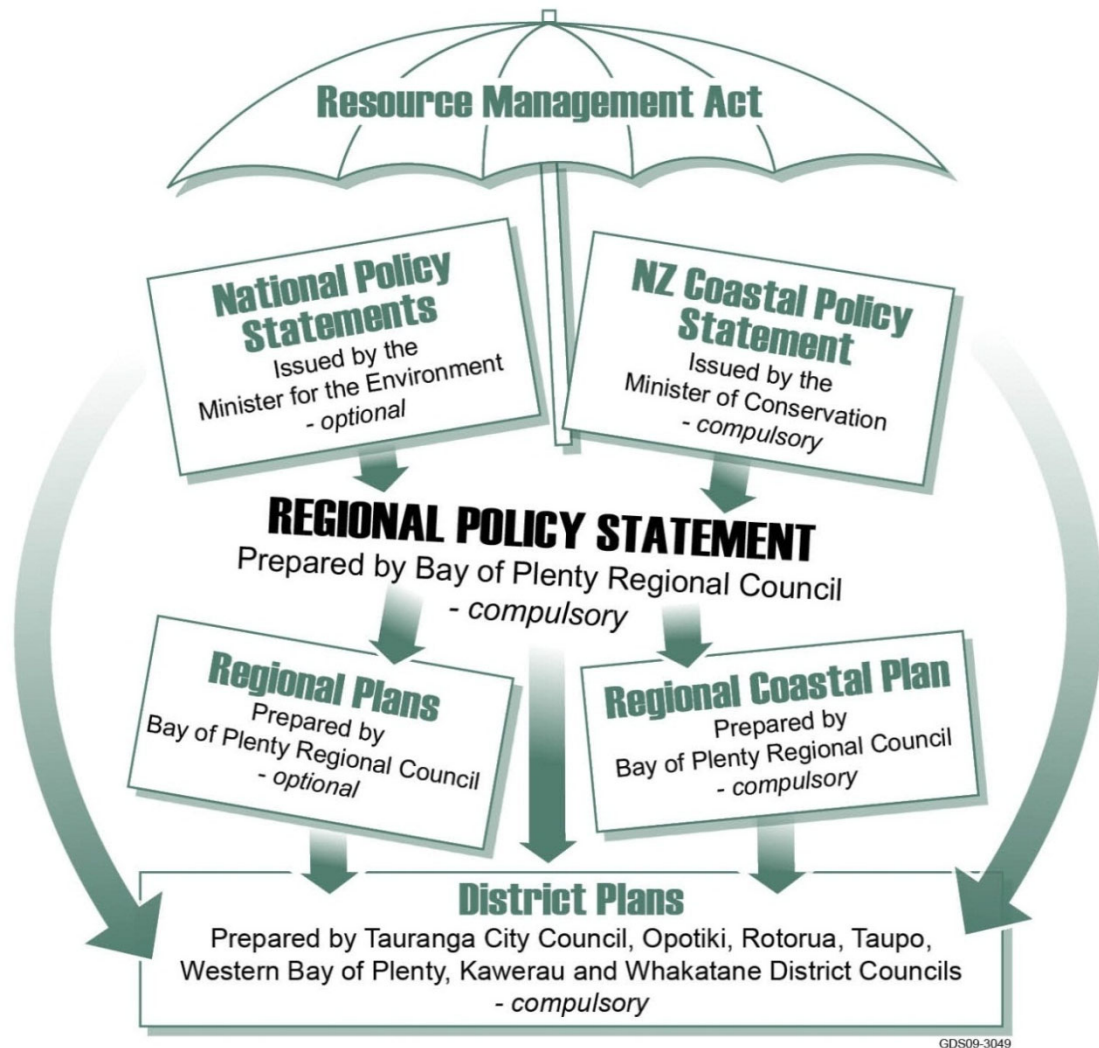 Resource Management Act
National Policy
Statements
Issued by the
Minister for the Environment
- optional
NZ Coastal Policy
Statement
Issued by the
Minister of Conservation
- compulsory
REGIONAL POLICY STATEMENT
Prepared by Bay of Plenty Regional Council
- compulsory
Regional Plans
Prepared by
Bay of Plenty Regional Council
- optional
Regional Coastal Plan
Prepared by
Bay of Plenty Regional Council
- compulsory
District Plans
Prepared by Tauranga City Council, Opotiki, Rotorua, Taupo,
Western Bay of Plenty, Kawerau and Whakatane District Councils
- compulsory
GDS09-3049